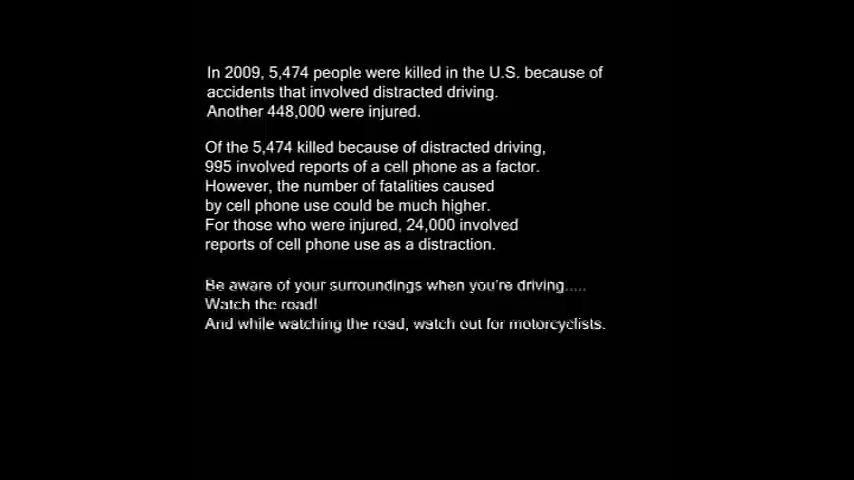 In 2009, 5,474 people were killed in the U.S. because of
accidents that involved distracted driving.
Another 448,000 were injured.
Of the 5,474 killed because of distracted driving,
995 involved reports of a cell phone as a factor.
However, the number of fatalities caused
by cell phone use could be much higher.
For those who were injured, 24,000 involved
reports of cell phone use as a distraction.
Be aware of your surroundings when you're driving.....
Watch the road!
And while watching the road, watch out for motorcyclists.